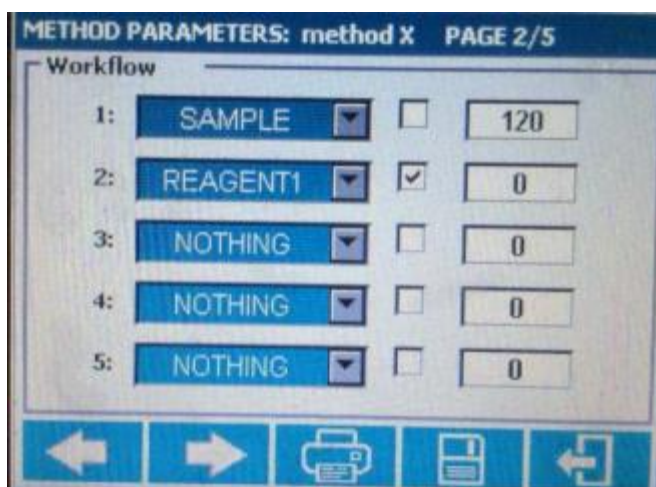 METHOD PARAMETERS: method X PAGE 2/5
Workflow
1: SAMPLE 120
2: REAGENT1 0
3: NOTHING 0
4: NOTHING 0
5: NOTHING 0